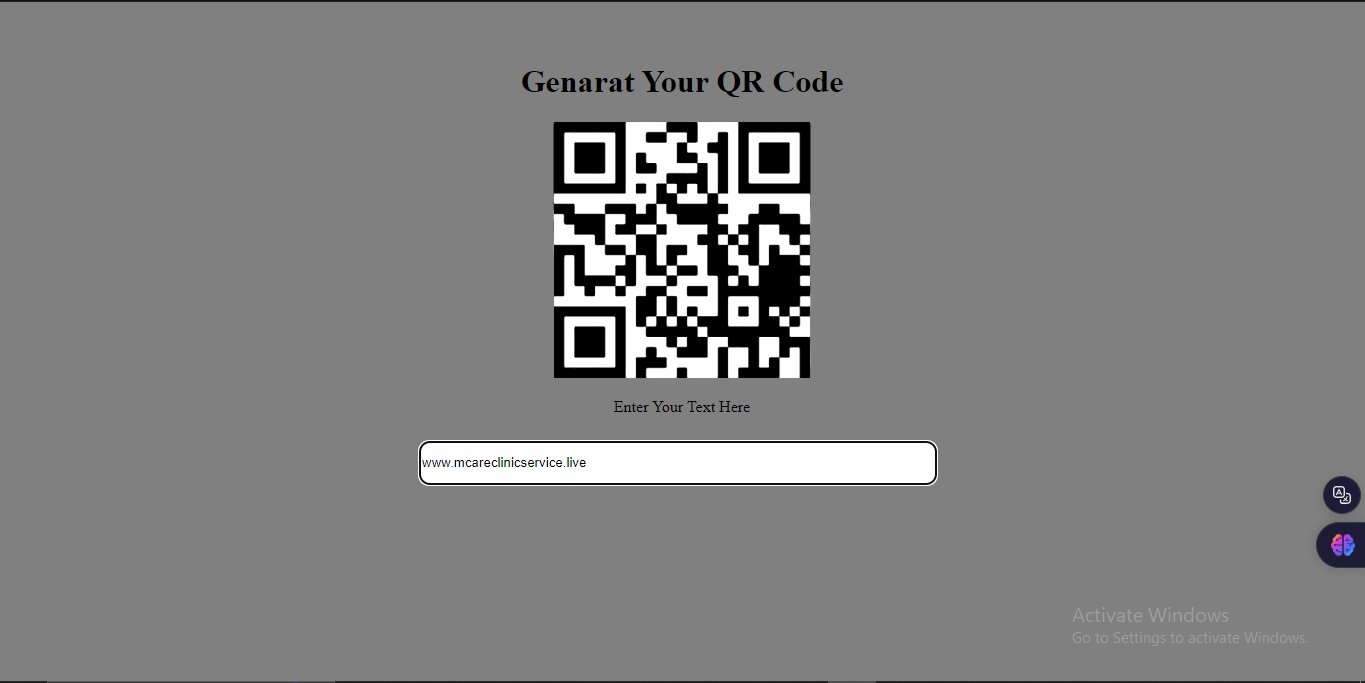 Genarat Your QR Code
Enter Your Text Here
www.mcareclinicservice.live
Activate Windows
Go to Settings to activate Windows.